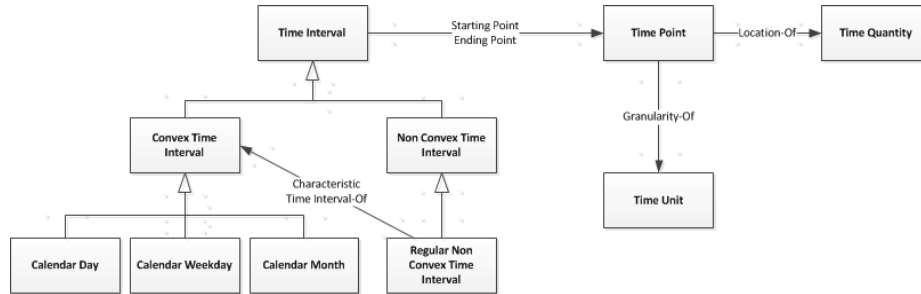 Time Interval
Starting Point
Ending Point
Time Point
Location-Of
Time Quantity
Granularity-Of
Convex Time
Interval
Non Convex Time
Interval
Characteristic
Time Interval-Of
Time Unit
Calendar Day
Calendar Weekday
Calendar Month
Regular Non
Convex Time
Interval